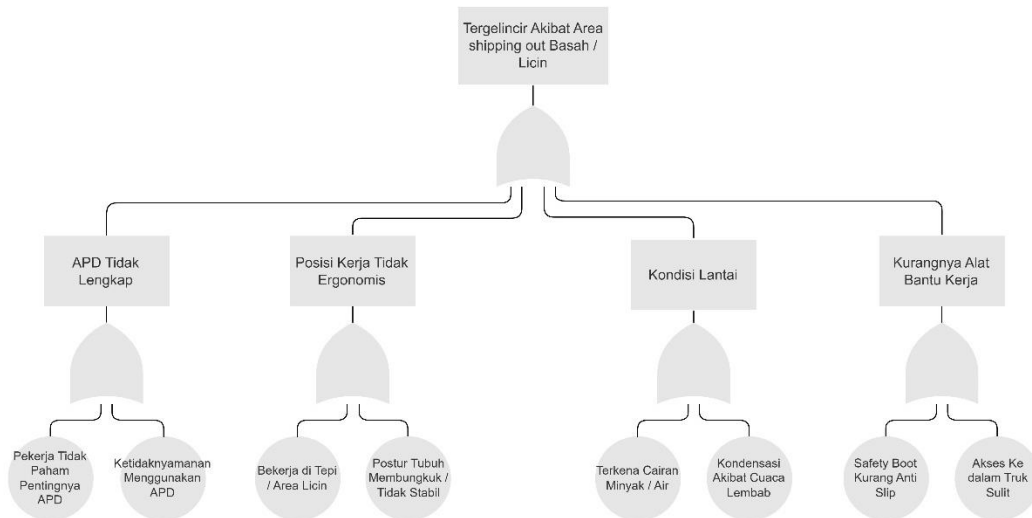 Tergelincir Akibat Area
shipping out Basah /
Licin
APD Tidak
Lengkap
Posisi Kerja Tidak
Ergonomis
Kondisi Lantai
Kurangnya Alat
Bantu Kerja
Pekerja Tidak
Paham
Pentingnya
APD
Ketidaknyamanan
Menggunakan
APD
Bekerja di Tepi
/ Area Licin
Postur Tubuh
Membungkuk /
Tidak Stabil
Terkena Cairan
Minyak / Air
Kondensasi
Akibat Cuaca
Lembab
Safety Boot
Kurang Anti
Slip
Akses Ke
dalam Truk
Sulit